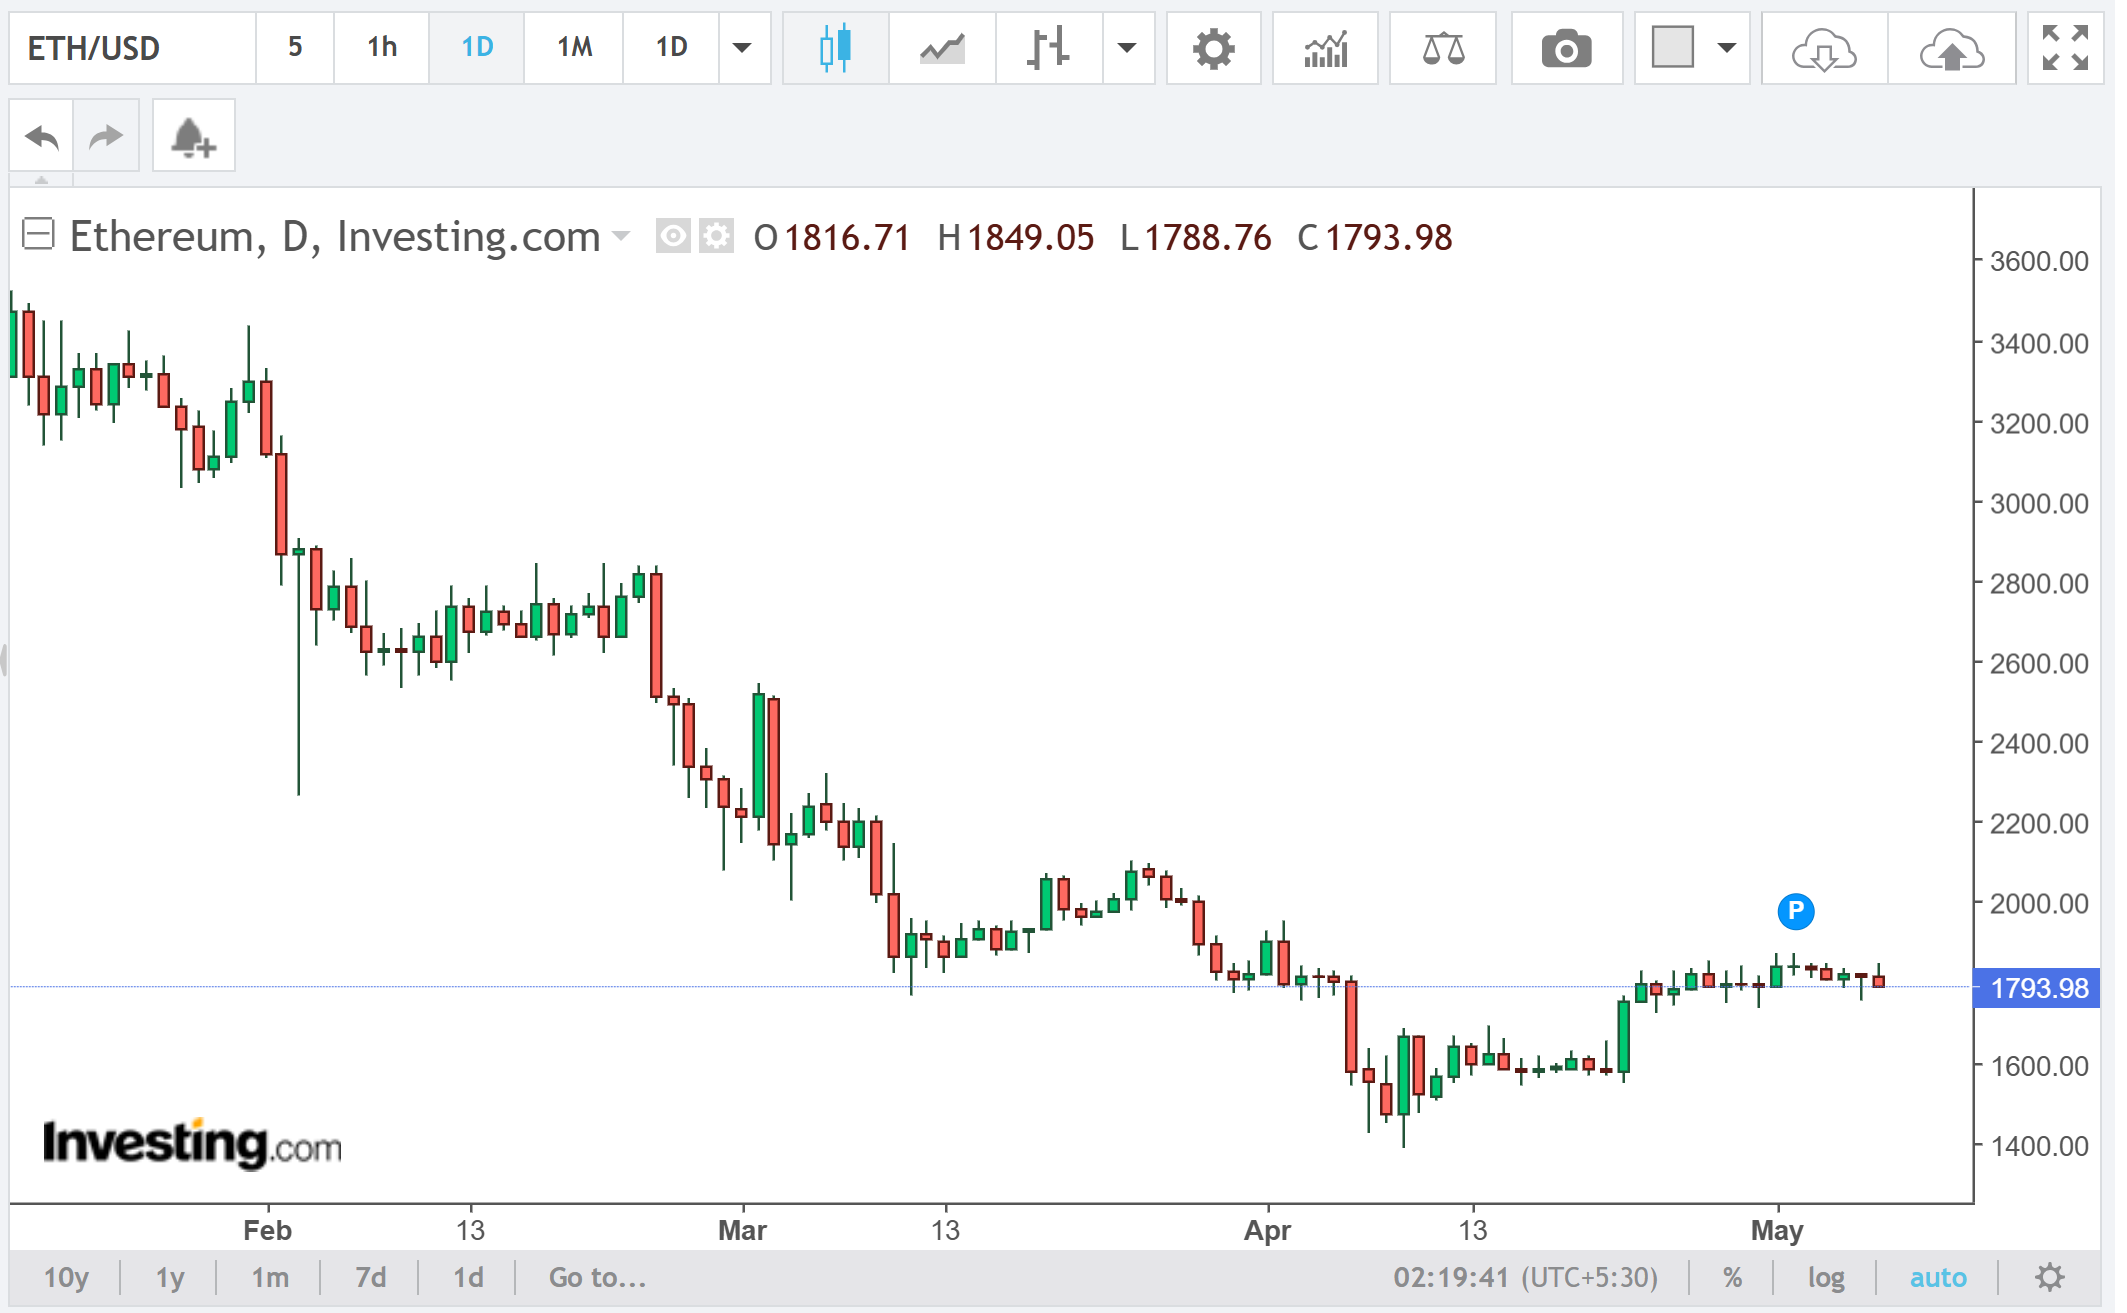 ETH/USD 5 1h 1D 1M 1D
Ethereum, D, Investing.com O 1816.71 H 1849.05 L 1788.76 C 1793.98
3600.00
3400.00
3200.00
3000.00
2800.00
2600.00
2400.00
2200.00
2000.00
P
1793.98
1600.00
1400.00
Investing.com
Feb 13 Mar 13 Apr 13 May
10y 1y 1m 7d 1d Go to... 02:19:41 (UTC+5:30) % log auto